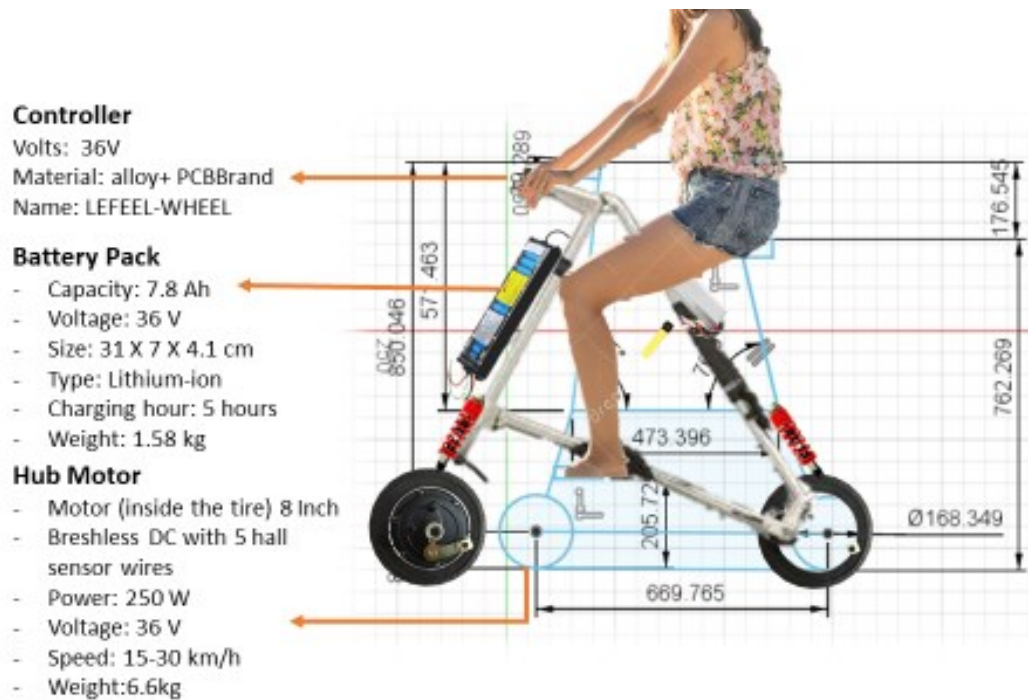 Controller
Volts: 36V
Material: alloy+ PCBBrand
Name: LEFEEL-WHEEL
Battery Pack
- Capacity: 7.8 Ah
- Voltage: 36 V
- Size: 31 X 7 X 4.1 cm
- Type: Lithium-ion
- Charging hour: 5 hours
- Weight: 1.58 kg
Hub Motor
- Motor (inside the tire) 8 Inch
- Breshless DC with 5 hall
sensor wires
- Power: 250 W
- Voltage: 36 V
- Speed: 15-30 km/h
- Weight:6.6kg
289
176.545
463
850.046
762.269
473.396
205.72
Ø168.349
669.765